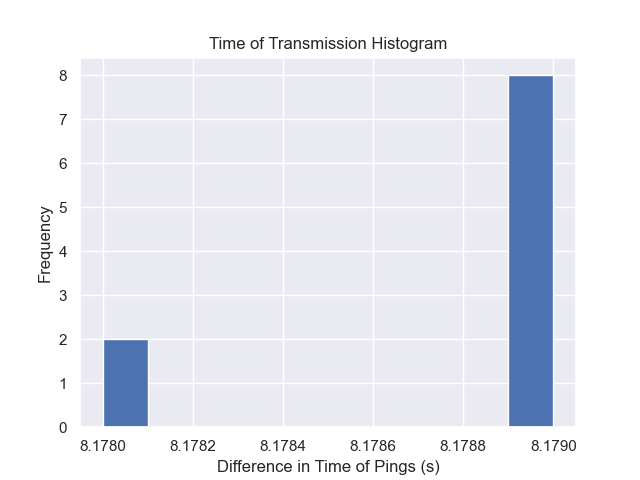 Time of Transmission Histogram
8
7
6
5
4
3
2
1
0
Frequency
8.1780 8.1782 8.1784 8.1786 8.1788 8.1790
Difference in Time of Pings (s)